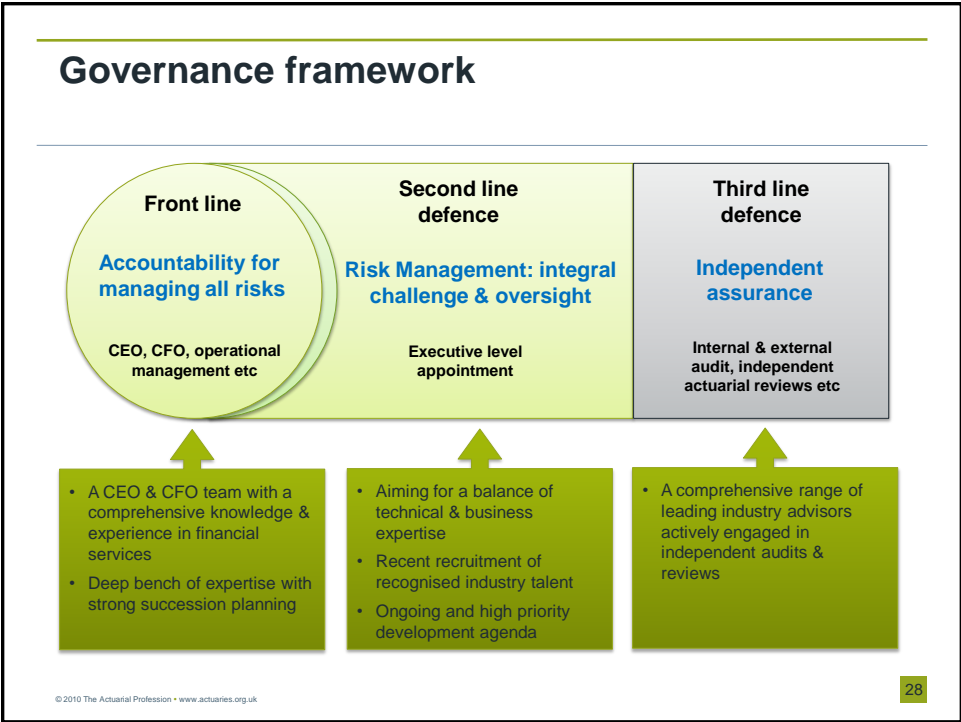 Governance framework
Front line
Accountability for
managing all risks
CEO, CFO, operational
management etc
Second line
defence
Risk Management: integral
challenge & oversight
Executive level
appointment
Third line
defence
Independent
assurance
Internal & external
audit, independent
actuarial reviews etc
• A CEO & CFO team with a
comprehensive knowledge &
experience in financial
services
• Deep bench of expertise with
strong succession planning
• Aiming for a balance of
technical & business
expertise
• Recent recruitment of
recognised industry talent
• Ongoing and high priority
development agenda
• A comprehensive range of
leading industry advisors
actively engaged in
independent audits &
reviews
© 2010 The Actuarial Profession • www.actuaries.org.uk
28